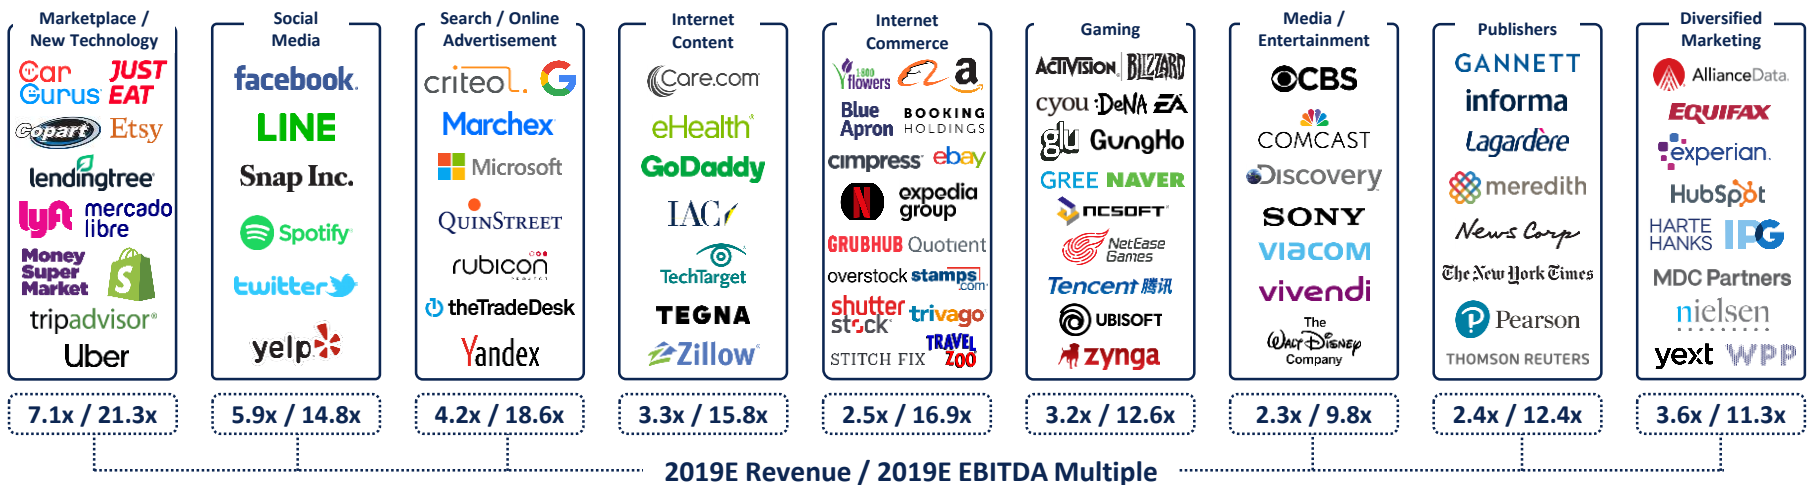 Marketplace /
New Technology
Car
Gurus
JUST
EAT
Copart
Etsy
lendingtree
lyft
mercado
libre
Money
Super
Market
tripadvisor®
Uber
7.1x / 21.3x
Social
Media
facebook.
LINE
Snap Inc.
Spotify
twitter
yelp
5.9x / 14.8x
Search / Online
Advertisement
criteo. G
Marchex
Microsoft
QUINSTREET
rubicon
PROJECT
theTradeDesk
Yandex
4.2x / 18.6x
Internet
Content
Care.com
eHealth
GoDaddy
IAC
TechTarget
TEGNA
Zillow
3.3x / 15.8x
Internet
Commerce
1 800
flowers
a
Blue
Apron
BOOKING
HOLDINGS
cimpress
ebay
N
expedia
group
GRUBHUB Quotient
overstock stamps
.com
shutter
stock
trivago
STITCH FIX
TRAVEL
ZOO
2.5x / 16.9x
Gaming
ACTIVISION BLIZZARD
cyou :DeNA EA
glu GungHo
GREE NAVER
NCSOFT
NetEase
Games
Tencent 腾讯
UBISOFT
zynga
3.2x / 12.6x
Media /
Entertainment
CBS
COMCAST
Discovery
SONY
VIACOM
vivendi
The
WALT DISNEY
Company
2.3x / 9.8x
Publishers
GANNETT
informa
Lagardère
meredith
News Corp
The New York Times
P Pearson
THOMSON REUTERS
2.4x / 12.4x
Diversified
Marketing
AllianceData.
EQUIFAX
experian.
HubSpot
HARTE
HANKS
IPG
MDC Partners
nielsen
yext WPP
3.6x / 11.3x
2019E Revenue / 2019E EBITDA Multiple